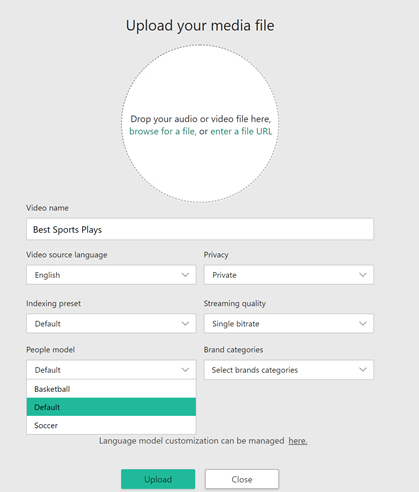 Upload your media file
Drop your audio or video file here,
browse for a file, or enter a file URL
Video name
Best Sports Plays
Video source language
Privacy
English
Private
Indexing preset
Streaming quality
Default
Single bitrate
People model
Brand categories
Default
Select brands categories
Basketball
Default
Soccer
Language model customization can be managed here.
Upload
Close